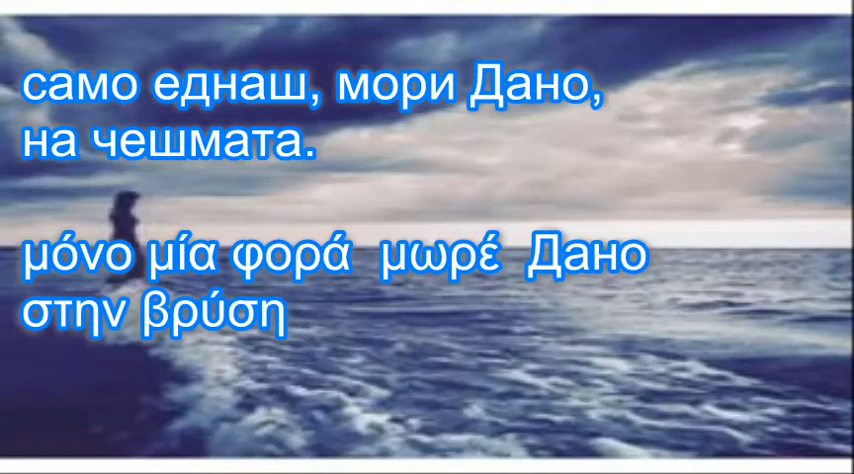 само еднаш, мори Дано,
на чешмата.
μόνο μία φορά μωρέ Дано
στην βρύση